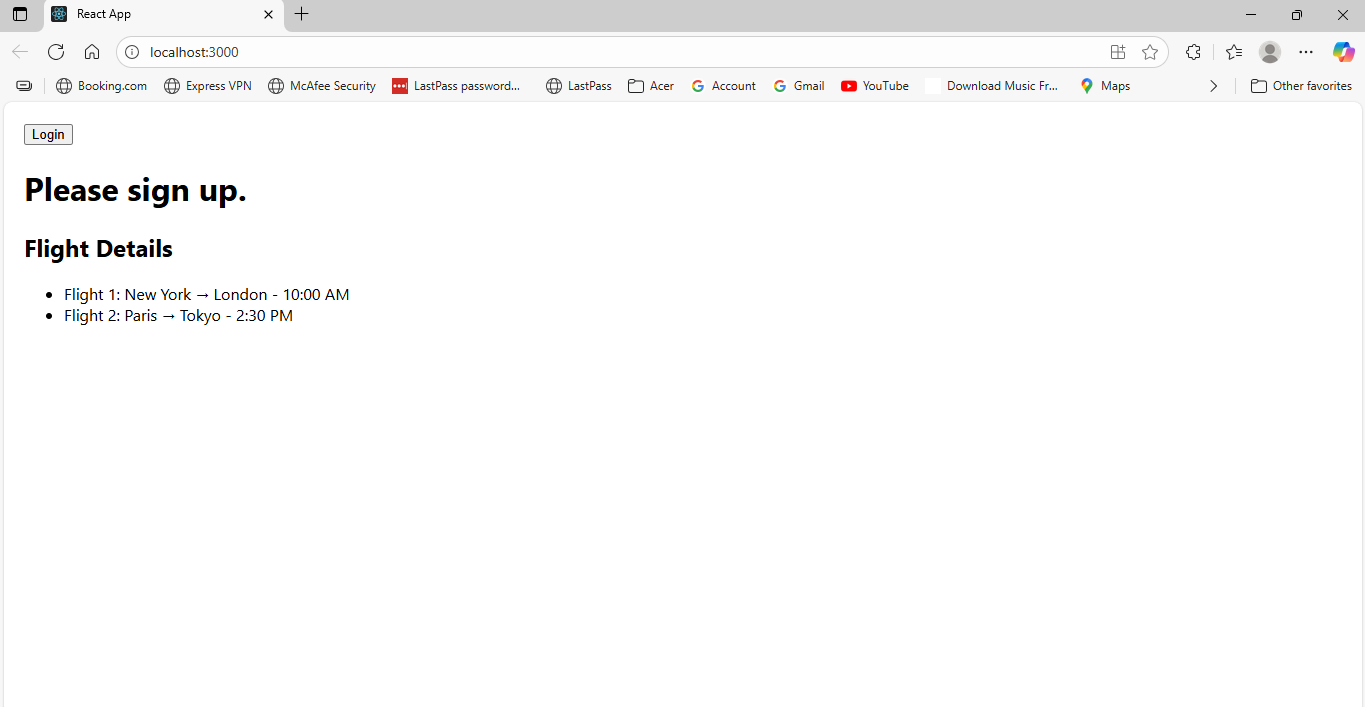 React App
localhost:3000
Booking.com Express VPN McAfee Security LastPass password... LastPass Acer Account Gmail YouTube Download Music Fr... Maps Other favorites
Login
Please sign up.
Flight Details
• Flight 1: New York → London - 10:00 AM
• Flight 2: Paris → Tokyo - 2:30 PM